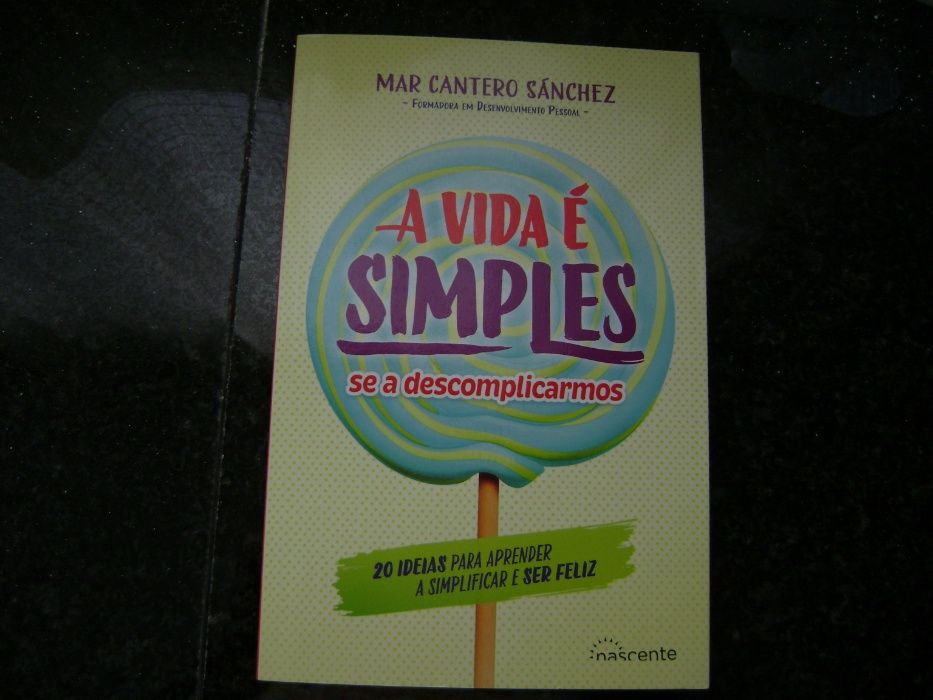 MAR CANTERO SÁNCHEZ
- FORMADORA EM DESENVOLVIMENTO PESSOAL -
A VIDA É
SIMPLES
se a descomplicarmos
20 IDEIAS PARA APRENDER
A SIMPLIFICAR E SER FELIZ
nascente